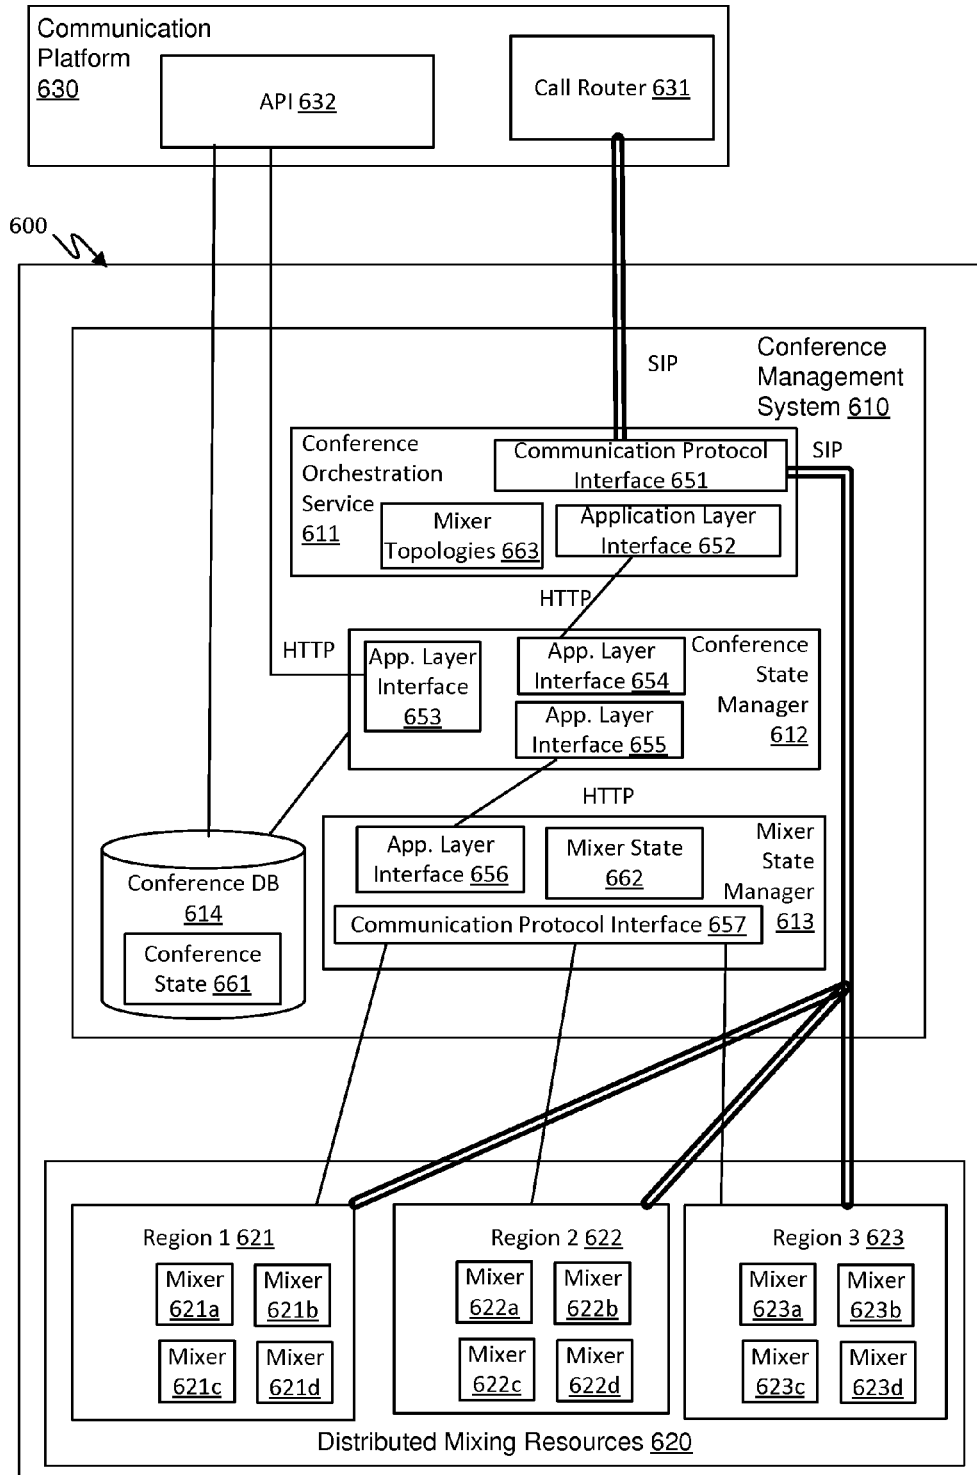 Communication
Platform
630
API 632
Call Router 631
600
SIP
Conference
Management
System 610
Conference
Orchestration
Service
611
Communication Protocol
Interface 651
SIP
Mixer
Topologies 663
Application Layer
Interface 652
HTTP
HTTP
App. Layer
Interface
653
App. Layer
Interface 654
App. Layer
Interface 655
Conference
State
Manager
612
HTTP
App. Layer
Interface 656
Mixer State
662
Mixer
State
Manager
613
Communication Protocol Interface 657
Conference DB
614
Conference
State 661
Region 1 621
Mixer
621a
Mixer
621b
Mixer
621c
Mixer
621d
Region 2 622
Mixer
622a
Mixer
622b
Mixer
622c
Mixer
622d
Region 3 623
Mixer
623a
Mixer
623b
Mixer
623c
Mixer
623d
Distributed Mixing Resources 620